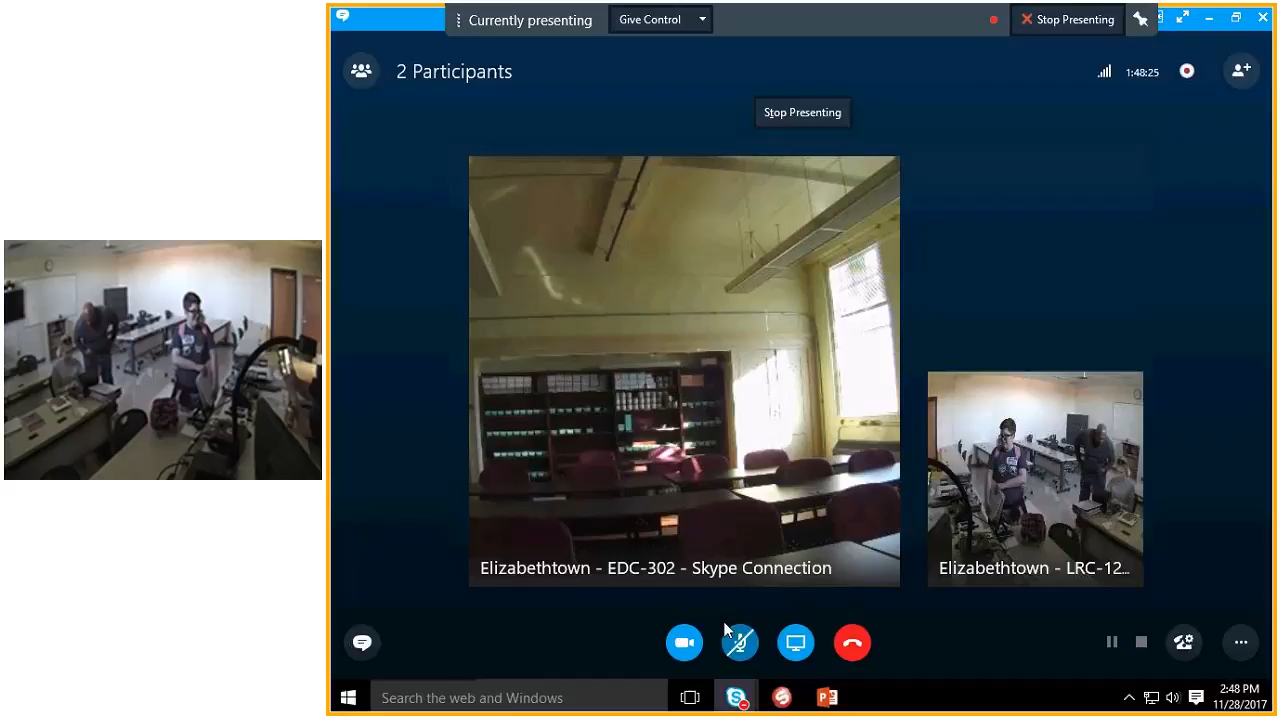 Currently presenting
Give Control
Stop Presenting
2 Participants
1:48:25
Stop Presenting
Elizabethtown - EDC-302 - Skype Connection
Elizabethtown - LRC-12...
Search the web and Windows
2:48 PM
11/28/2017